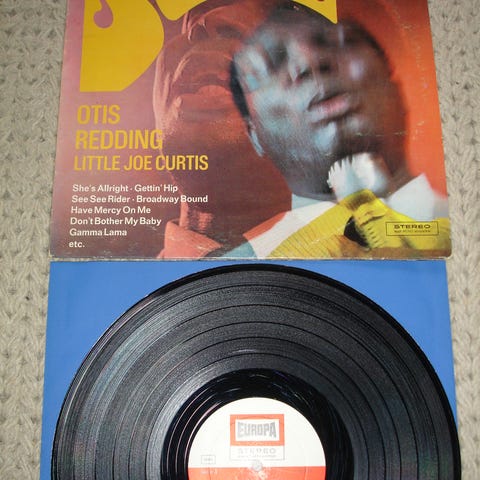 OTIS
REDDING
LITTLE JOE CURTIS
She's Allright · Gettin' Hip
See See Rider · Broadway Bound
Have Mercy On Me
Don't Bother My Baby
Gamma Lama
etc.
STEREO
EUROPA
STEREO